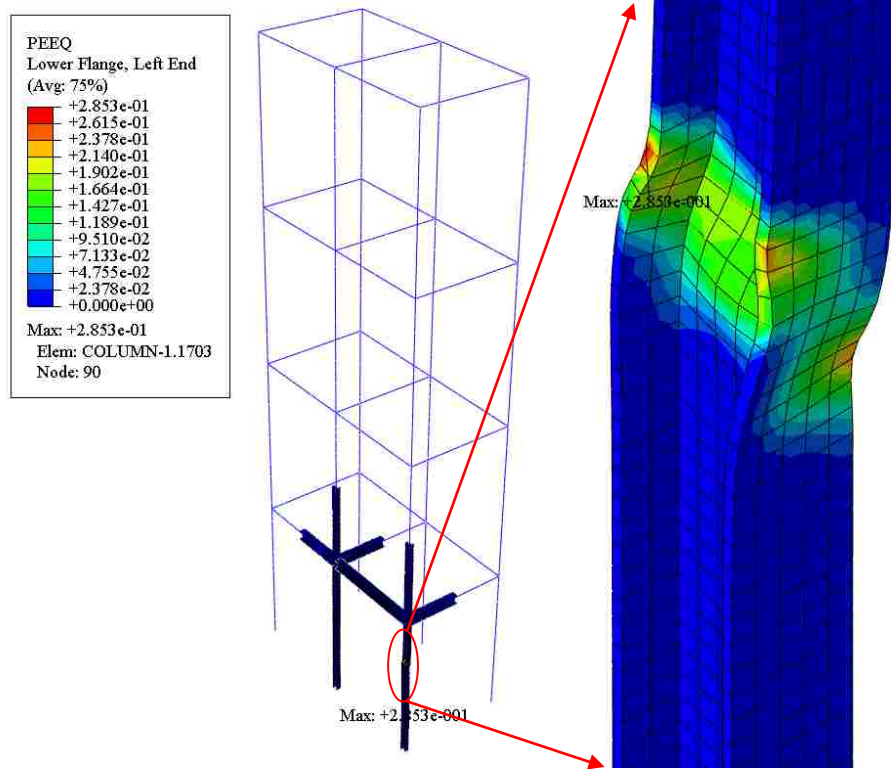 PEEQ
Lower Flange, Left End
(Avg: 75%)
+2.853e-01
+2.615e-01
+2.378e-01
+2.140e-01
+1.902e-01
+1.664e-01
+1.427e-01
+1.189e-01
+9.510e-02
+7.133e-02
+4.755e-02
+2.378e-02
+0.000e+00
Max: +2.853e-01
Elem: COLUMN-1.1703
Node: 90
Max: +2.853e-001
Max: +2.853e-001